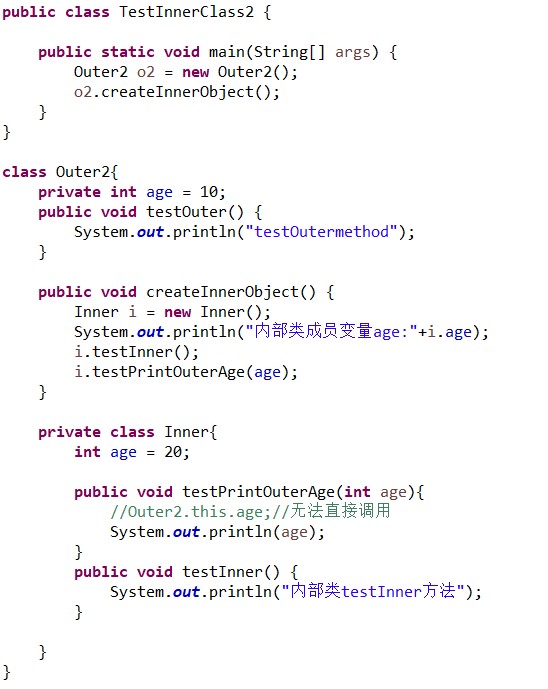 public class TestInnerClass2 {
public static void main(String[] args) {
Outer2 o2 = new Outer2();
o2.createInnerObject();
}
}
class Outer2{
private int age = 10;
public void testOuter() {
System.out.println("testOutermethod");
}
public void createInnerObject() {
Inner i = new Inner();
System.out.println("内部类成员变量age:"+i.age);
i.testInner();
i.testPrintOuterAge(age);
}
private class Inner{
int age = 20;
public void testPrintOuterAge(int age){
//Outer2.this.age;//无法直接调用
System.out.println(age);
}
public void testInner() {
System.out.println("内部类testInner方法");
}
}
}